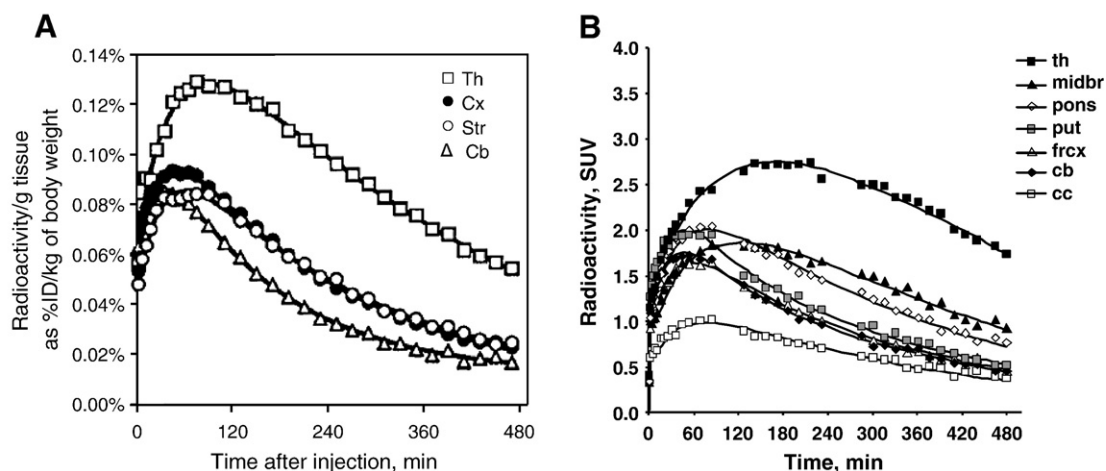 A
0.14%
0.12%
0.10%
0.08%
0.06%
0.04%
0.02%
0.00%
Radioactivity/g tissue
as %ID/kg of body weight
Th
Cx
Str
Cb
0 120 240 360 480
Time after injection, min
B
4.0
3.5
3.0
2.5
2.0
1.5
1.0
0.5
0.0
Radioactivity, SUV
th
midbr
pons
put
frcx
cb
cc
0 60 120 180 240 300 360 420 480
Time, min